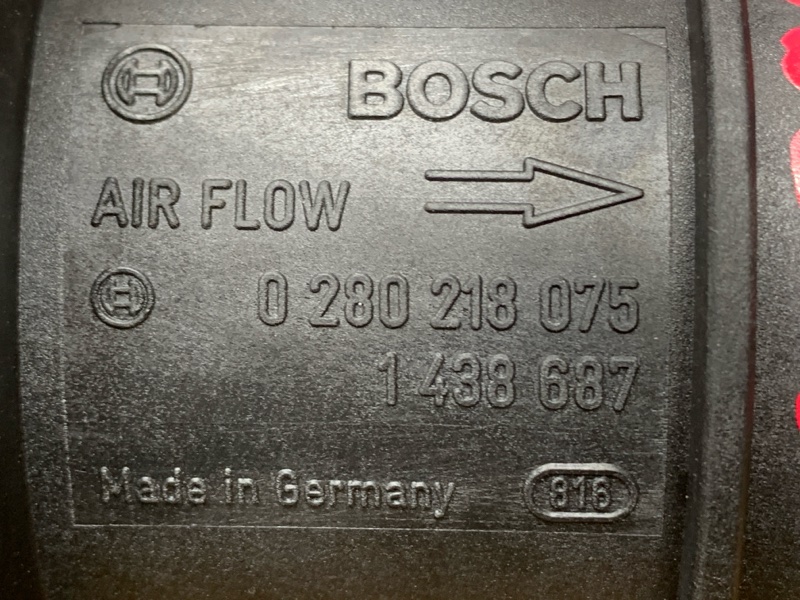 BOSCH
AIR FLOW
0 280 218 075
1 438 687
Made in Germany 816